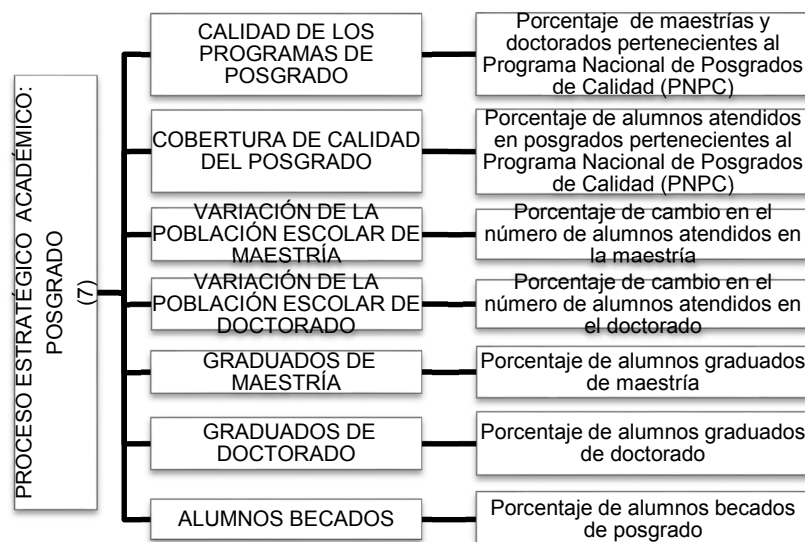 PROCESO ESTRATÉGICO ACADÉMICO:
POSGRADO
(7)
CALIDAD DE LOS
PROGRAMAS DE
POSGRADO
Porcentaje de maestrías y
doctorados pertenecientes al
Programa Nacional de Posgrados
de Calidad (PNPC)
COBERTURA DE CALIDAD
DEL POSGRADO
Porcentaje de alumnos atendidos
en posgrados pertenecientes al
Programa Nacional de Posgrados
de Calidad (PNPC)
VARIACIÓN DE LA
POBLACIÓN ESCOLAR DE
MAESTRÍA
Porcentaje de cambio en el
número de alumnos atendidos en
la maestría
VARIACIÓN DE LA
POBLACIÓN ESCOLAR DE
DOCTORADO
Porcentaje de cambio en el
número de alumnos atendidos en
el doctorado
GRADUADOS DE
MAESTRÍA
Porcentaje de alumnos graduados
de maestría
GRADUADOS DE
DOCTORADO
Porcentaje de alumnos graduados
de doctorado
ALUMNOS BECADOS
Porcentaje de alumnos becados
de posgrado